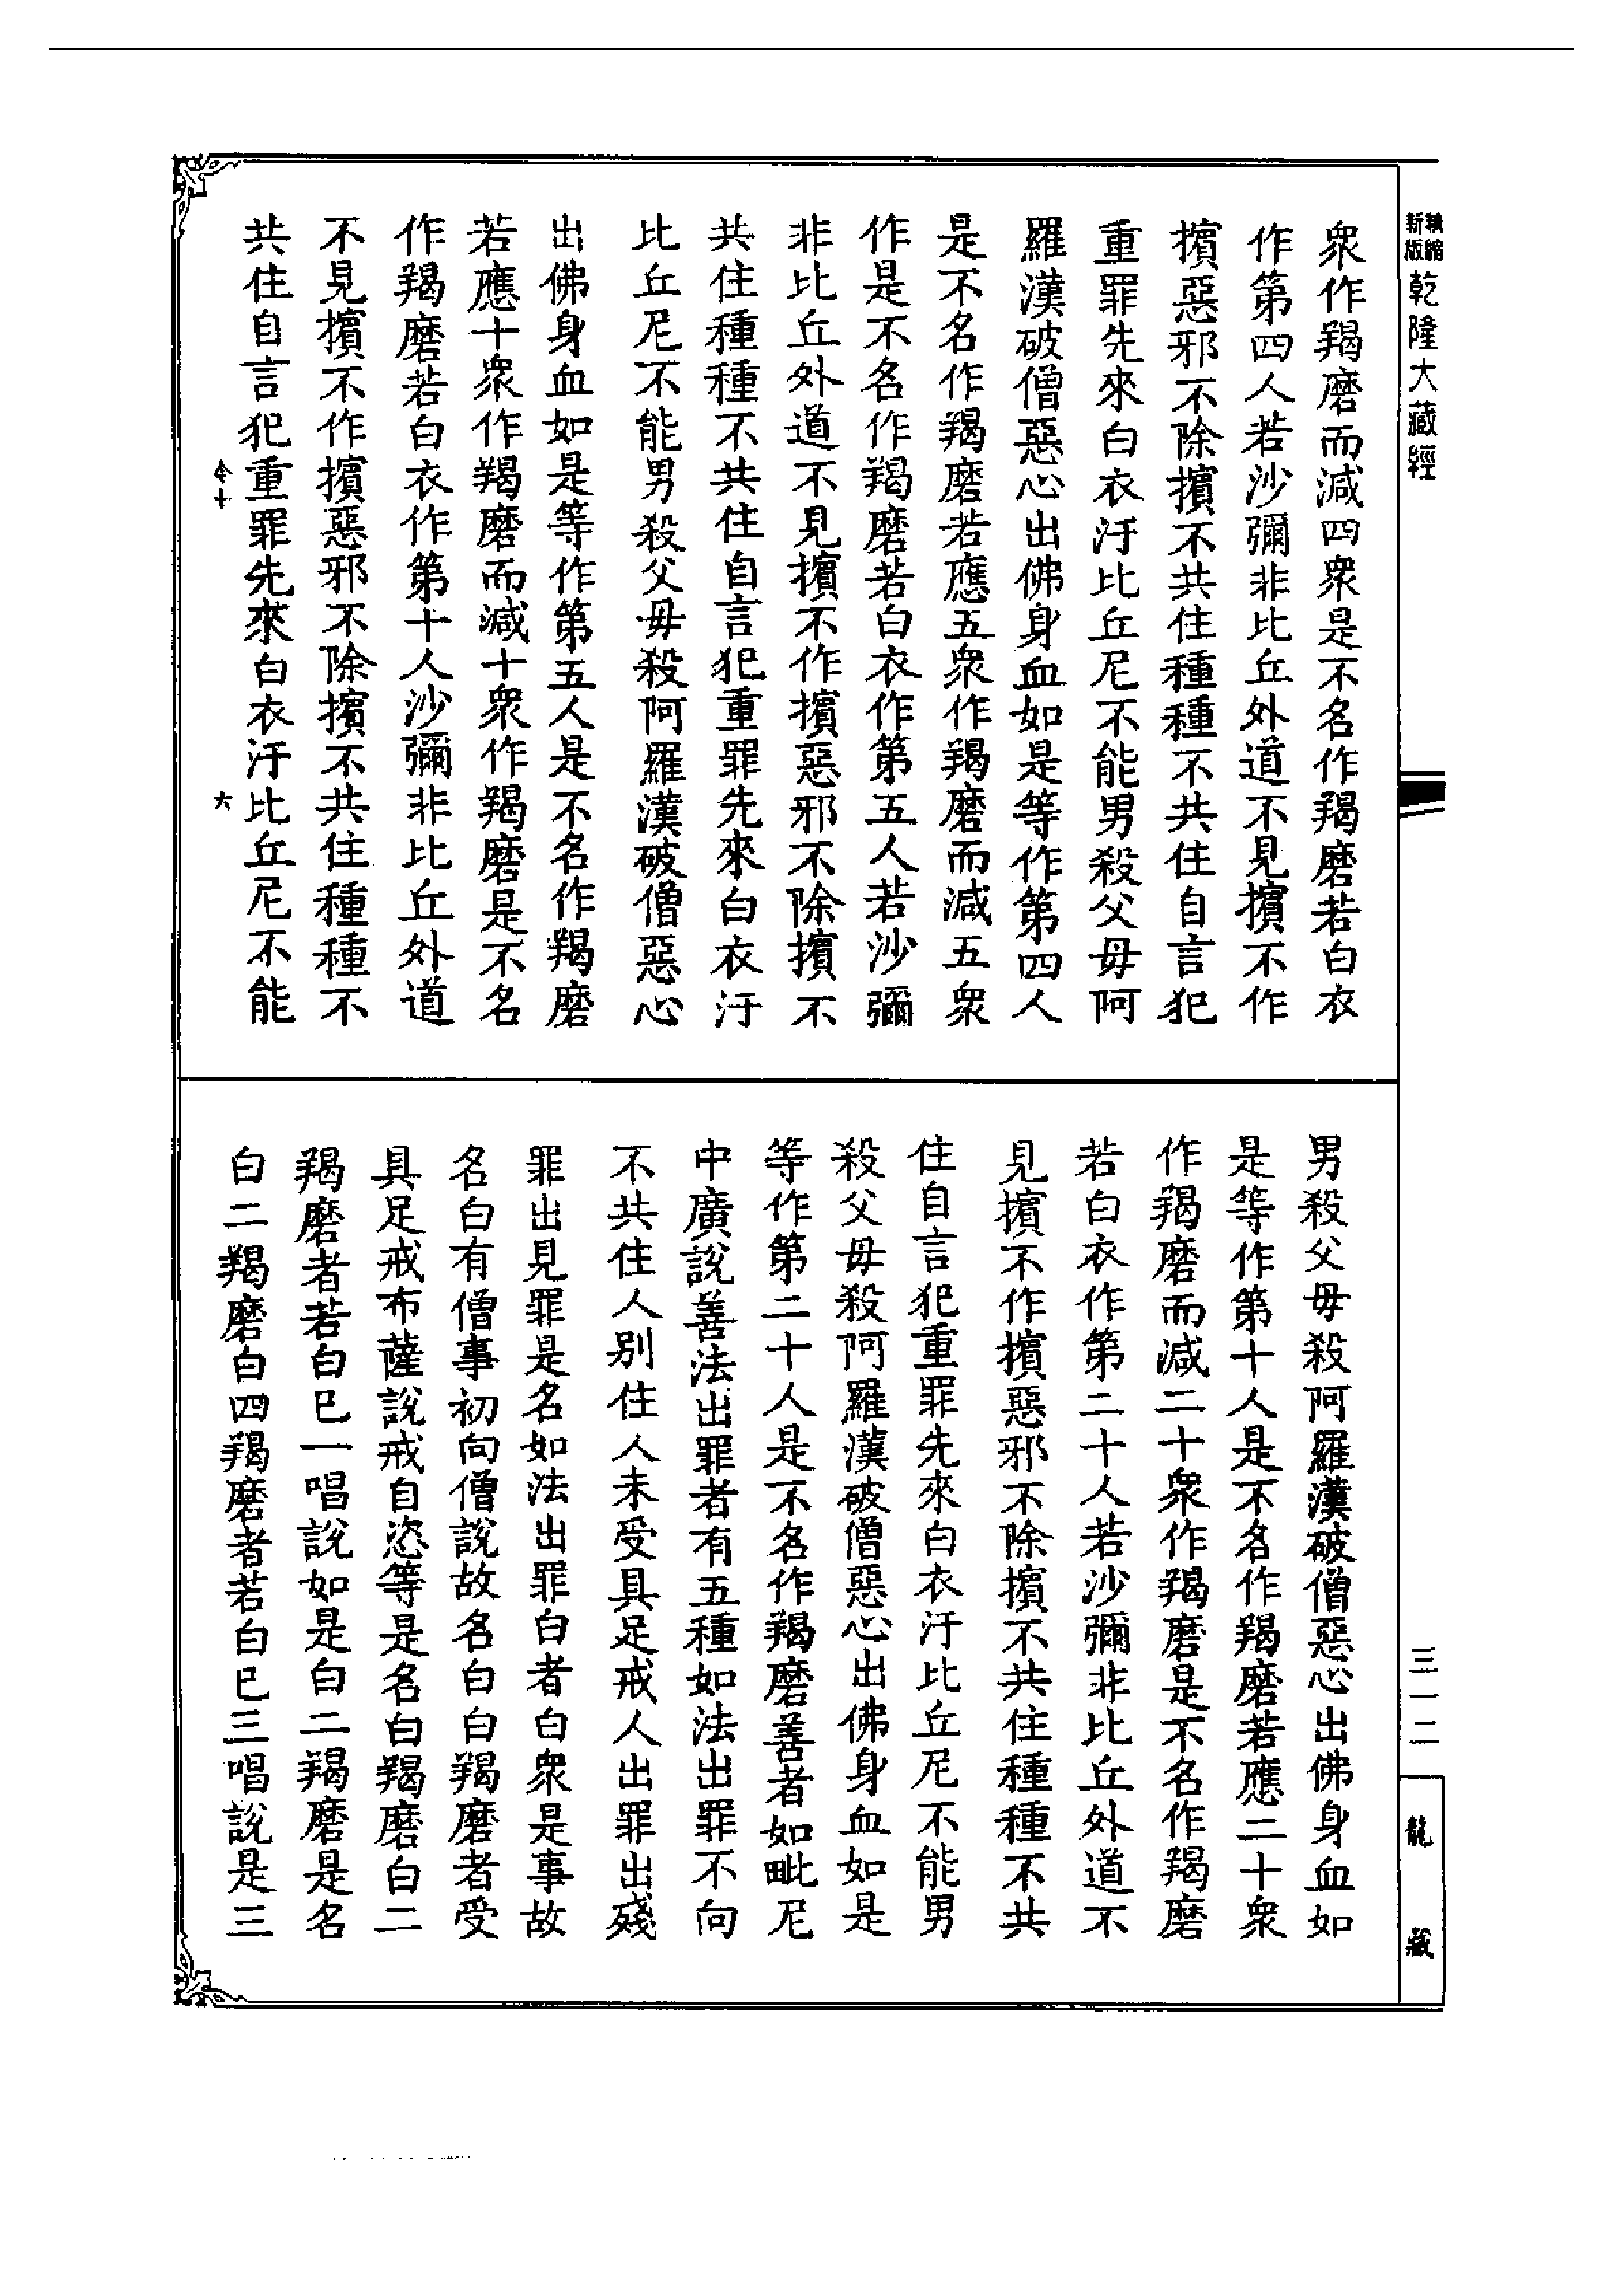 新版精縮
乾隆大藏經
三一二
龍藏
衆作羯磨而減四衆是不名作羯磨若白衣
作第四人若沙彌非比丘外道不見擯不作
擯惡邪不除擯不共住種種不共住自言犯
重罪先來白衣汙比丘尼不能男殺父毋阿
羅漢破僧惡心出佛身血如是等作第四人
是不名作羯磨若應五衆作羯磨而減五衆
作是不名作羯磨若白衣作第五人若沙彌
非比丘外道不見擯不作擯惡邪不除擯不
共住種種不共住自言犯重罪先來白衣汙
比丘尼不能男殺父毋殺阿羅漢破僧惡心
出佛身血如是等作第五人是不名作羯磨
若應十衆作羯磨而減十衆作羯磨是不名
作羯磨若白衣作第十人沙彌非比丘外道
不見擯不作擯惡邪不除擯不共住種種不
共住自言犯重罪先來白衣汙比丘尼不能
令七
六
男殺父毋殺阿羅漢破僧惡心出佛身血如
是等作第十人是不名作羯磨若應二十衆
作羯磨而減二十衆作羯磨是不名作羯磨
若白衣作第二十人若沙彌非比丘外道不
見擯不作擯惡邪不除擯不共住種種不共
住自言犯重罪先來白衣汙比丘尼不能男
殺父毋殺阿羅漢破僧惡心出佛身血如是
等作第二十人是不名作羯磨善者如毗尼
中廣說善法出罪者有五種如法出罪不向
不共住人別住人未受具足戒人出罪出殘
罪出見罪是名如法出罪白者白衆是事故
名白有僧事初向僧說故名白白羯磨者受
具足戒布薩說戒自恣等是名白羯磨白二
羯磨者若白已一唱說如是白二羯磨是名
白二羯磨白四羯磨者若白已三唱說是三